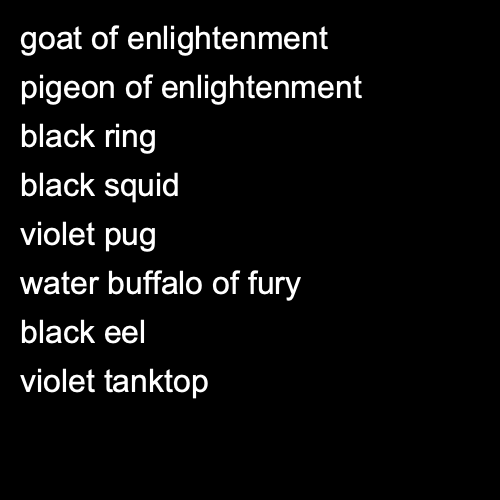 goat of enlightenment
pigeon of enlightenment
black ring
black squid
violet pug
water buffalo of fury
black eel
violet tanktop